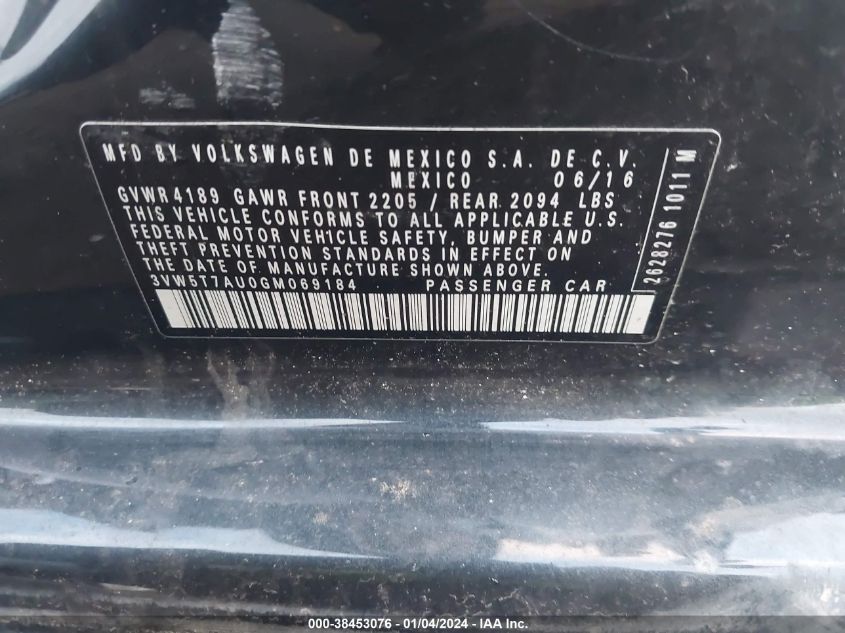 MFD BY VOLKSWAGEN DE MEXICO S.A. DE C.V.
MEXICO 06/16
GVWR 4189 GAWR FRONT 2205 / REAR 2094 LBS
THIS VEHICLE CONFORMS TO ALL APPLICABLE U.S.
FEDERAL MOTOR VEHICLE SAFETY, BUMPER AND
THEFT PREVENTION STANDARDS IN EFFECT ON
THE DATE OF MANUFACTURE SHOWN ABOVE.
3VW5T7AU0GM069184 PASSENGER CAR
2628276 1011 M
000-38453076 - 01/04/2024 - IAA, Inc.